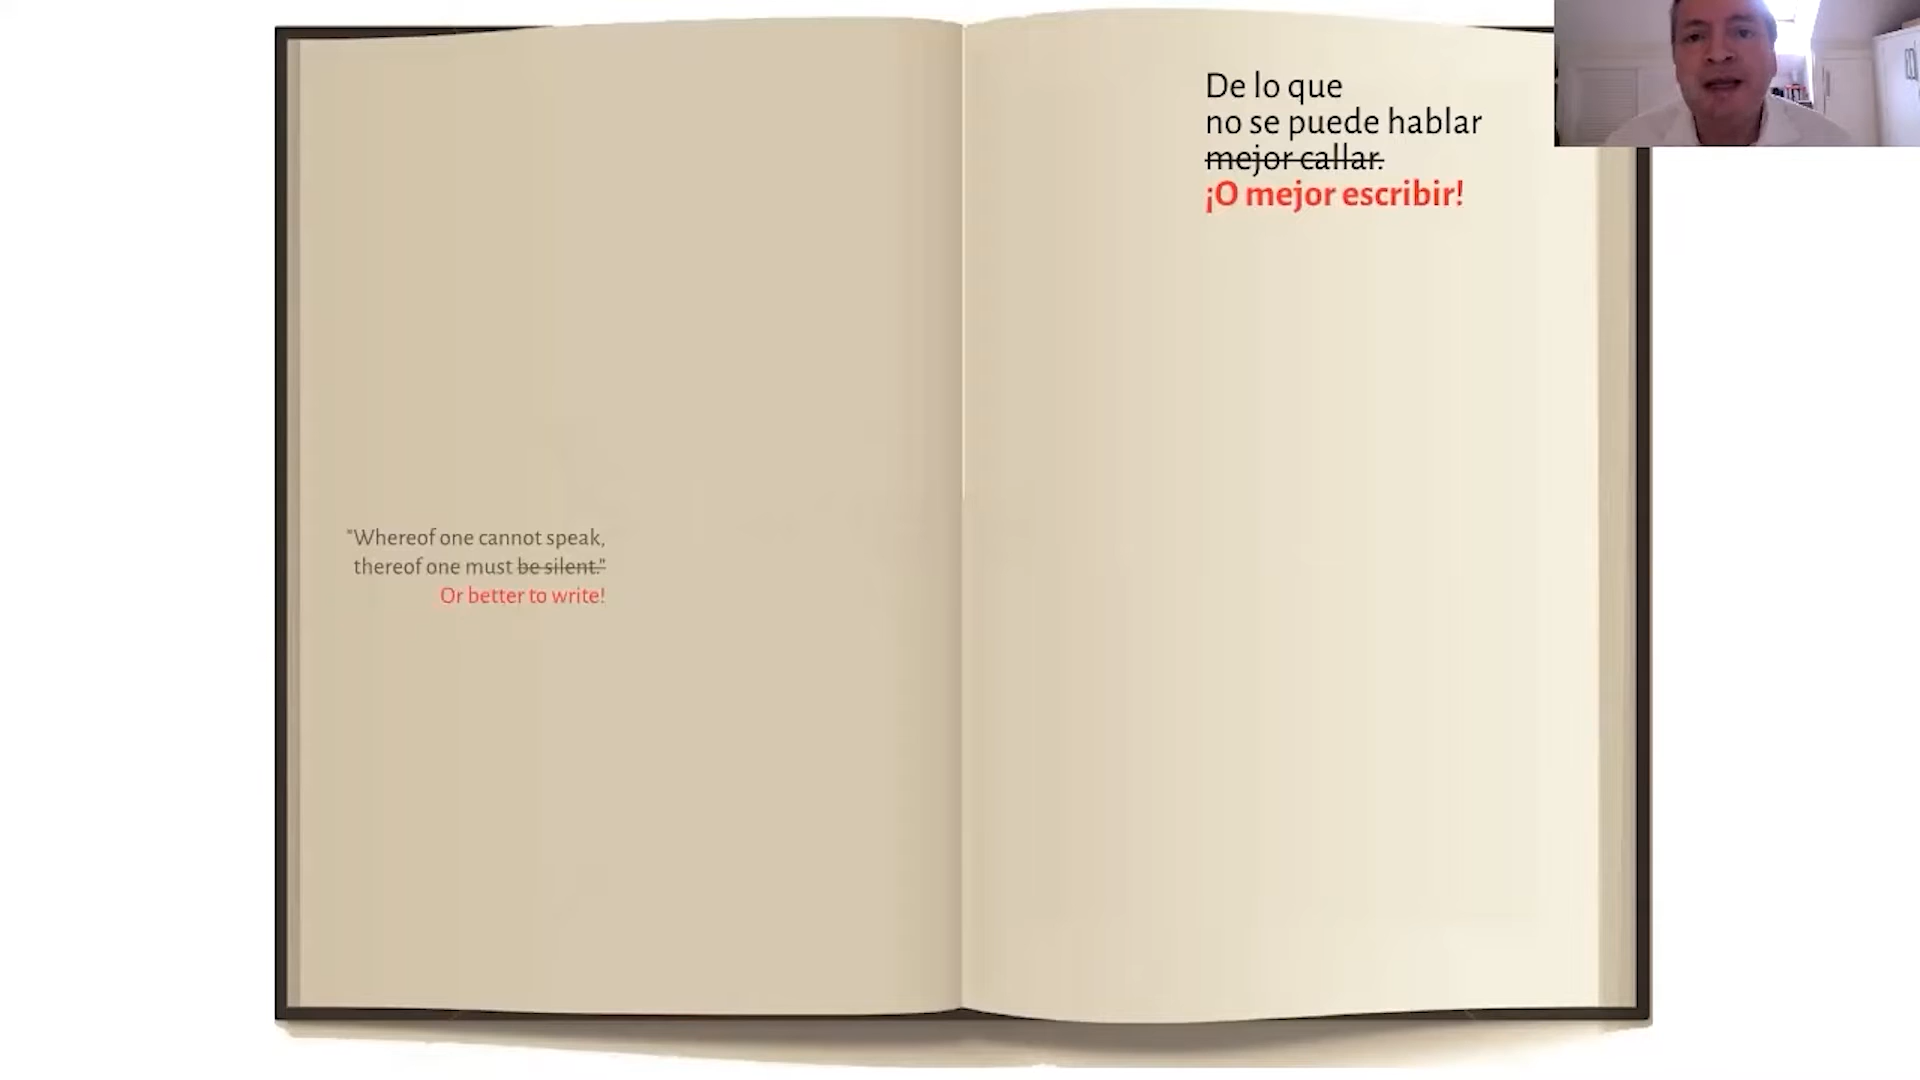 "Whereof one cannot speak,
thereof one must be silent."
Or better to write!
De lo que
no se puede hablar
mejor callar.
¡O mejor escribir!